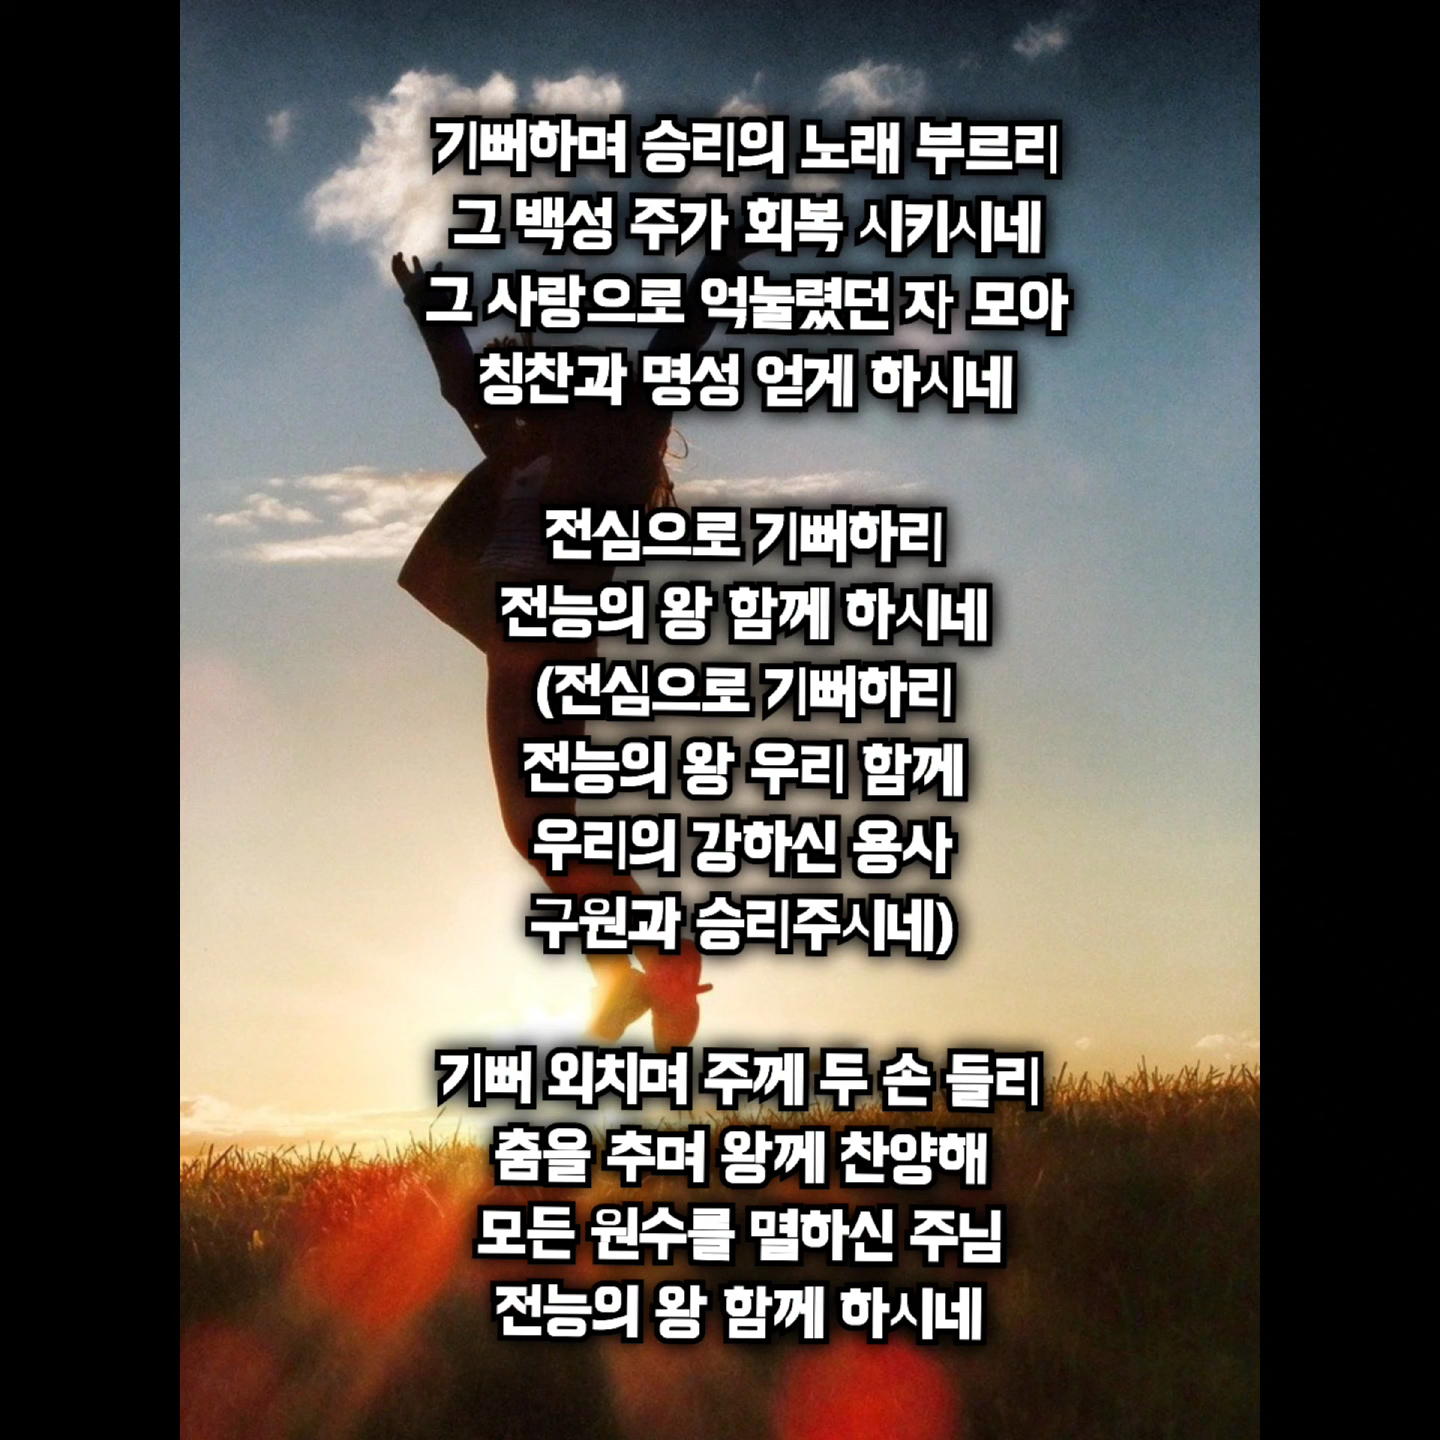 기뻐하며 승리의 노래 부르리
그 백성 주가 회복 시키시네
그 사랑으로 억눌렸던 자 모아
칭찬과 명성 얻게 하시네
전심으로 기뻐하리
전능의 왕 함께 하시네
(전심으로 기뻐하리
전능의 왕 우리 함께
우리의 강하신 용사
구원과 승리주시네)
기뻐 외치며 주께 두 손 들리
춤을 추며 왕께 찬양해
모든 원수를 멸하신 주님
전능의 왕 함께 하시네